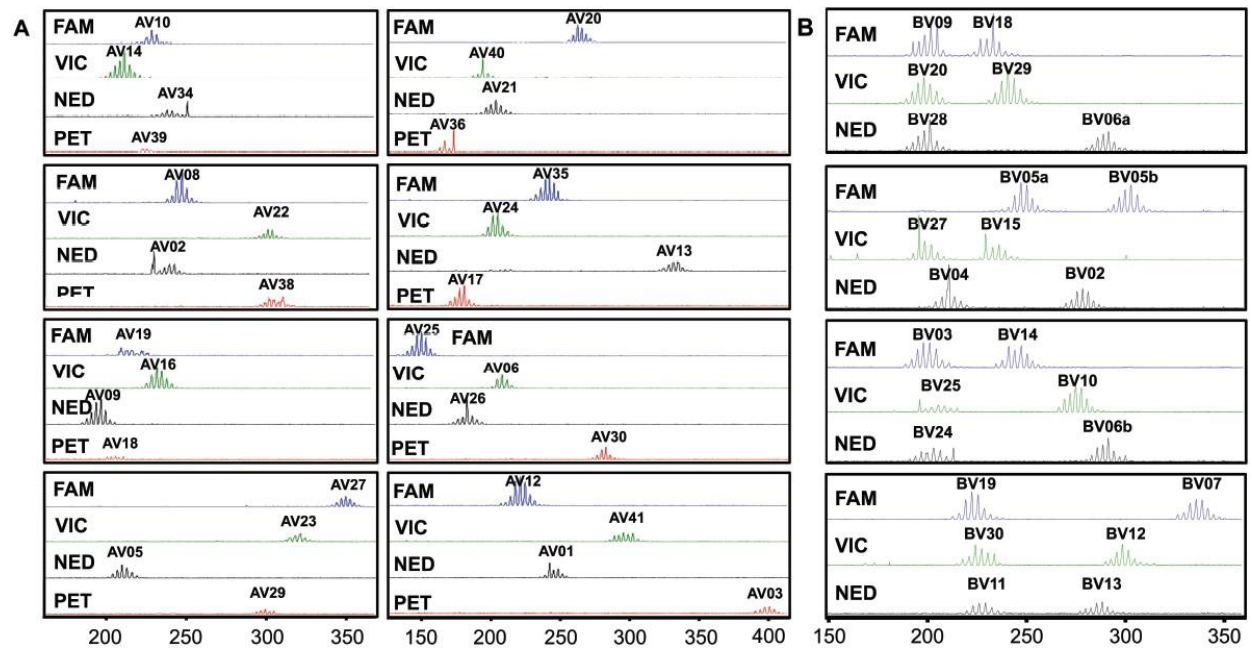 A
FAM AV10
VIC AV14
NED AV34
PET AV39
FAM AV20
VIC AV40
NED AV21
PET AV36
FAM AV08
VIC AV22
NED AV02
PET AV38
FAM AV35
VIC AV24
NED AV13
PET AV17
FAM AV19
VIC AV16
NED AV09
PET AV18
AV25 FAM
VIC AV06
NED AV26
PET AV30
FAM AV27
VIC AV23
NED AV05
PET AV29
FAM AV12
VIC AV41
NED AV01
PET AV03
200 250 300 350
150 200 250 300 350 400
B
FAM BV09 BV18
VIC BV20 BV29
NED BV28 BV06a
FAM BV05a BV05b
VIC BV27 BV15
NED BV04 BV02
FAM BV03 BV14
VIC BV25 BV10
NED BV24 BV06b
FAM BV19 BV07
VIC BV30 BV12
NED BV11 BV13
150 200 250 300 350